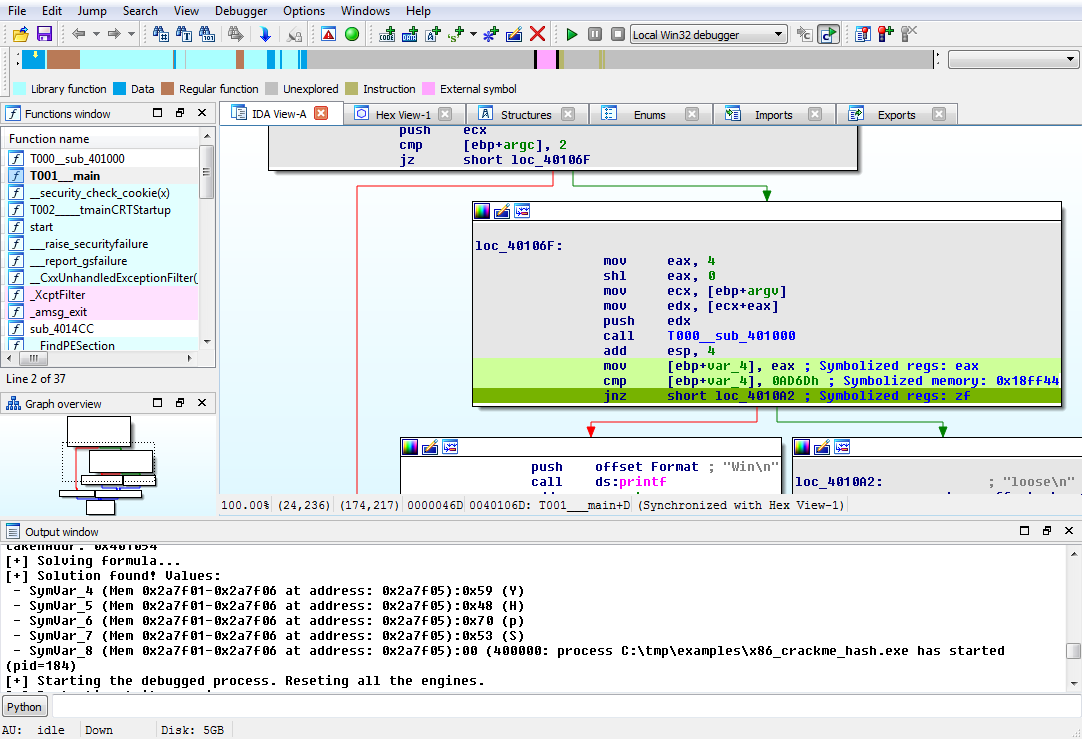 File Edit Jump Search View Debugger Options Windows Help
Local Win32 debugger
Library function Data Regular function Unexplored Instruction External symbol
Functions window
IDA View-A Hex View-1 Structures Enums Imports Exports
Function name
T000__sub_401000
T001___main
__security_check_cookie(x)
T002____tmainCRTStartup
start
___raise_securityfailure
___report_gsfailure
__CxxUnhandledExceptionFilter(
_XcptFilter
_amsg_exit
sub_4014CC
FindPESection
Line 2 of 37
Graph overview
push ecx
cmp [ebp+argc], 2
jz short loc_40106F
loc_40106F:
mov eax, 4
shl eax, 0
mov ecx, [ebp+argv]
mov edx, [ecx+eax]
push edx
call T000__sub_401000
add esp, 4
mov [ebp+var_4], eax ; Symbolized regs: eax
cmp [ebp+var_4], 0AD6Dh ; Symbolized memory: 0x18ff44
jnz short loc_4010A2 ; Symbolized regs: zf
push offset Format ; "Win\n"
call ds:printf
loc_4010A2: ; "loose\n"
100.00% (24,236) (174,217) 0000046D 0040106D: T001___main+D (Synchronized with Hex View-1)
Output window
takenAddr: 0x401054
[+] Solving formula...
[+] Solution found! Values:
- SymVar_4 (Mem 0x2a7f01-0x2a7f06 at address: 0x2a7f05):0x59 (Y)
- SymVar_5 (Mem 0x2a7f01-0x2a7f06 at address: 0x2a7f05):0x48 (H)
- SymVar_6 (Mem 0x2a7f01-0x2a7f06 at address: 0x2a7f05):0x70 (p)
- SymVar_7 (Mem 0x2a7f01-0x2a7f06 at address: 0x2a7f05):0x53 (S)
- SymVar_8 (Mem 0x2a7f01-0x2a7f06 at address: 0x2a7f05):00 (400000: process C:\tmp\examples\x86_crackme_hash.exe has started
(pid=184)
[+] Starting the debugged process. Reseting all the engines.
Python
AU: idle Down Disk: 5GB